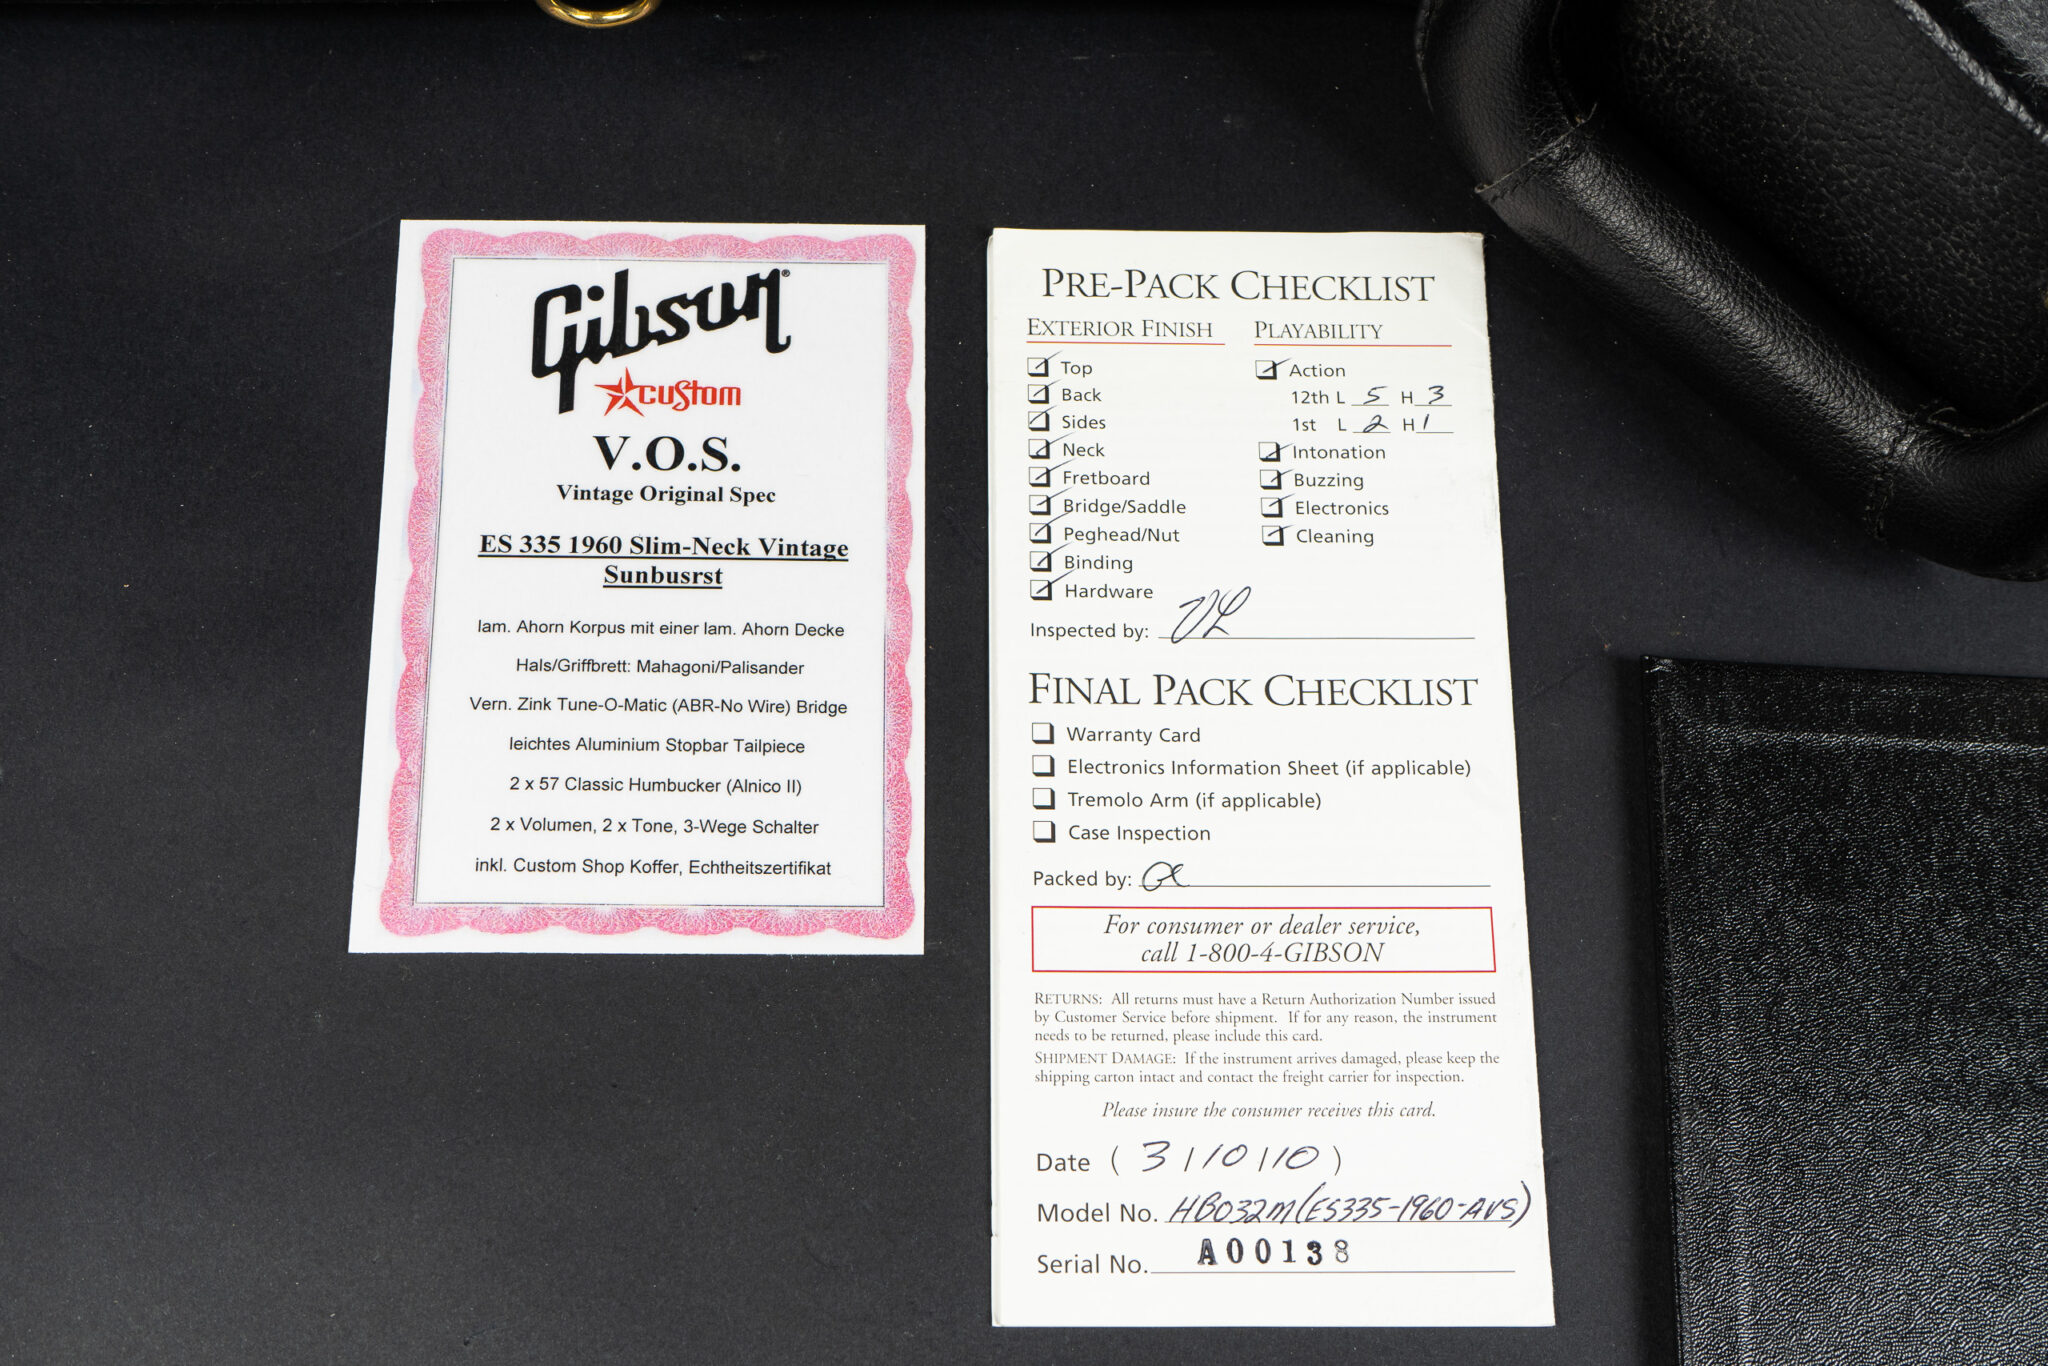 Gibson®
custom
V.O.S.
Vintage Original Spec
ES 335 1960 Slim-Neck Vintage
Sunbusrst
lam. Ahorn Korpus mit einer lam. Ahorn Decke
Hals/Griffbrett: Mahagoni/Palisander
Vern. Zink Tune-O-Matic (ABR-No Wire) Bridge
leichtes Aluminium Stopbar Tailpiece
2 x 57 Classic Humbucker (Alnico II)
2 x Volumen, 2 x Tone, 3-Wege Schalter
inkl. Custom Shop Koffer, Echtheitszertifikat
PRE-PACK CHECKLIST
EXTERIOR FINISH
Top
Back
Sides
Neck
Fretboard
Bridge/Saddle
Peghead/Nut
Binding
Hardware
PLAYABILITY
Action
12th L 5 H 3
1st L 2 H 1
Intonation
Buzzing
Electronics
Cleaning
Inspected by:
FINAL PACK CHECKLIST
Warranty Card
Electronics Information Sheet (if applicable)
Tremolo Arm (if applicable)
Case Inspection
Packed by:
For consumer or dealer service,
call 1-800-4-GIBSON
RETURNS: All returns must have a Return Authorization Number issued
by Customer Service before shipment. If for any reason, the instrument
needs to be returned, please include this card.
SHIPMENT DAMAGE: If the instrument arrives damaged, please keep the
shipping carton intact and contact the freight carrier for inspection.
Please insure the consumer receives this card.
Date ( 3 / 10 / 10 )
Model No. HB032M(ES335-1960-AVS)
Serial No. A00138